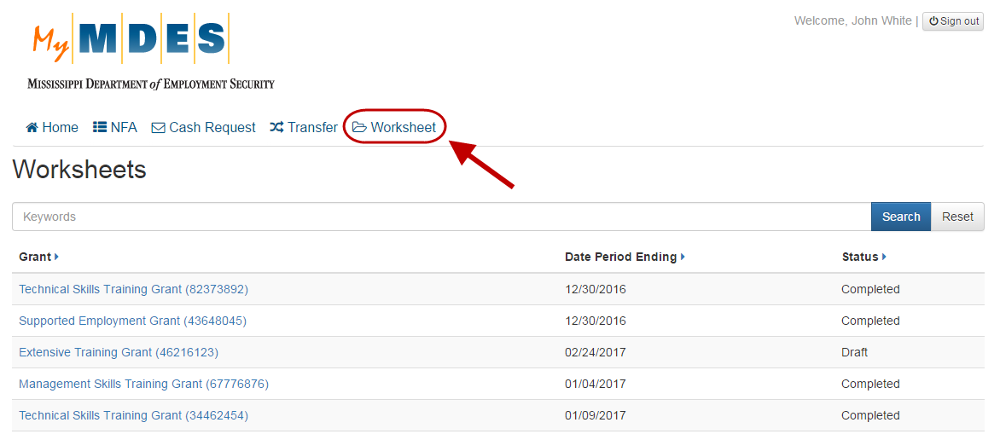 Welcome, John White | Sign out
My MDES
MISSISSIPPI DEPARTMENT of EMPLOYMENT SECURITY
Home NFA Cash Request Transfer Worksheet
Worksheets
Keywords Search Reset
Grant Date Period Ending Status
Technical Skills Training Grant (82373892) 12/30/2016 Completed
Supported Employment Grant (43648045) 12/30/2016 Completed
Extensive Training Grant (46216123) 02/24/2017 Draft
Management Skills Training Grant (67776876) 01/04/2017 Completed
Technical Skills Training Grant (34462454) 01/09/2017 Completed